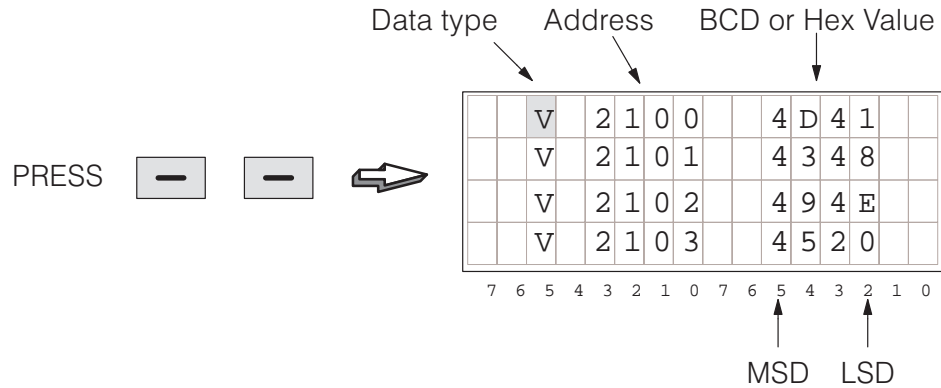 Data type Address BCD or Hex Value
V 2100 4D41
V 2101 4348
PRESS — —
V 2102 494E
V 2103 4520
7 6 5 4 3 2 1 0 7 6 5 4 3 2 1 0
MSD LSD